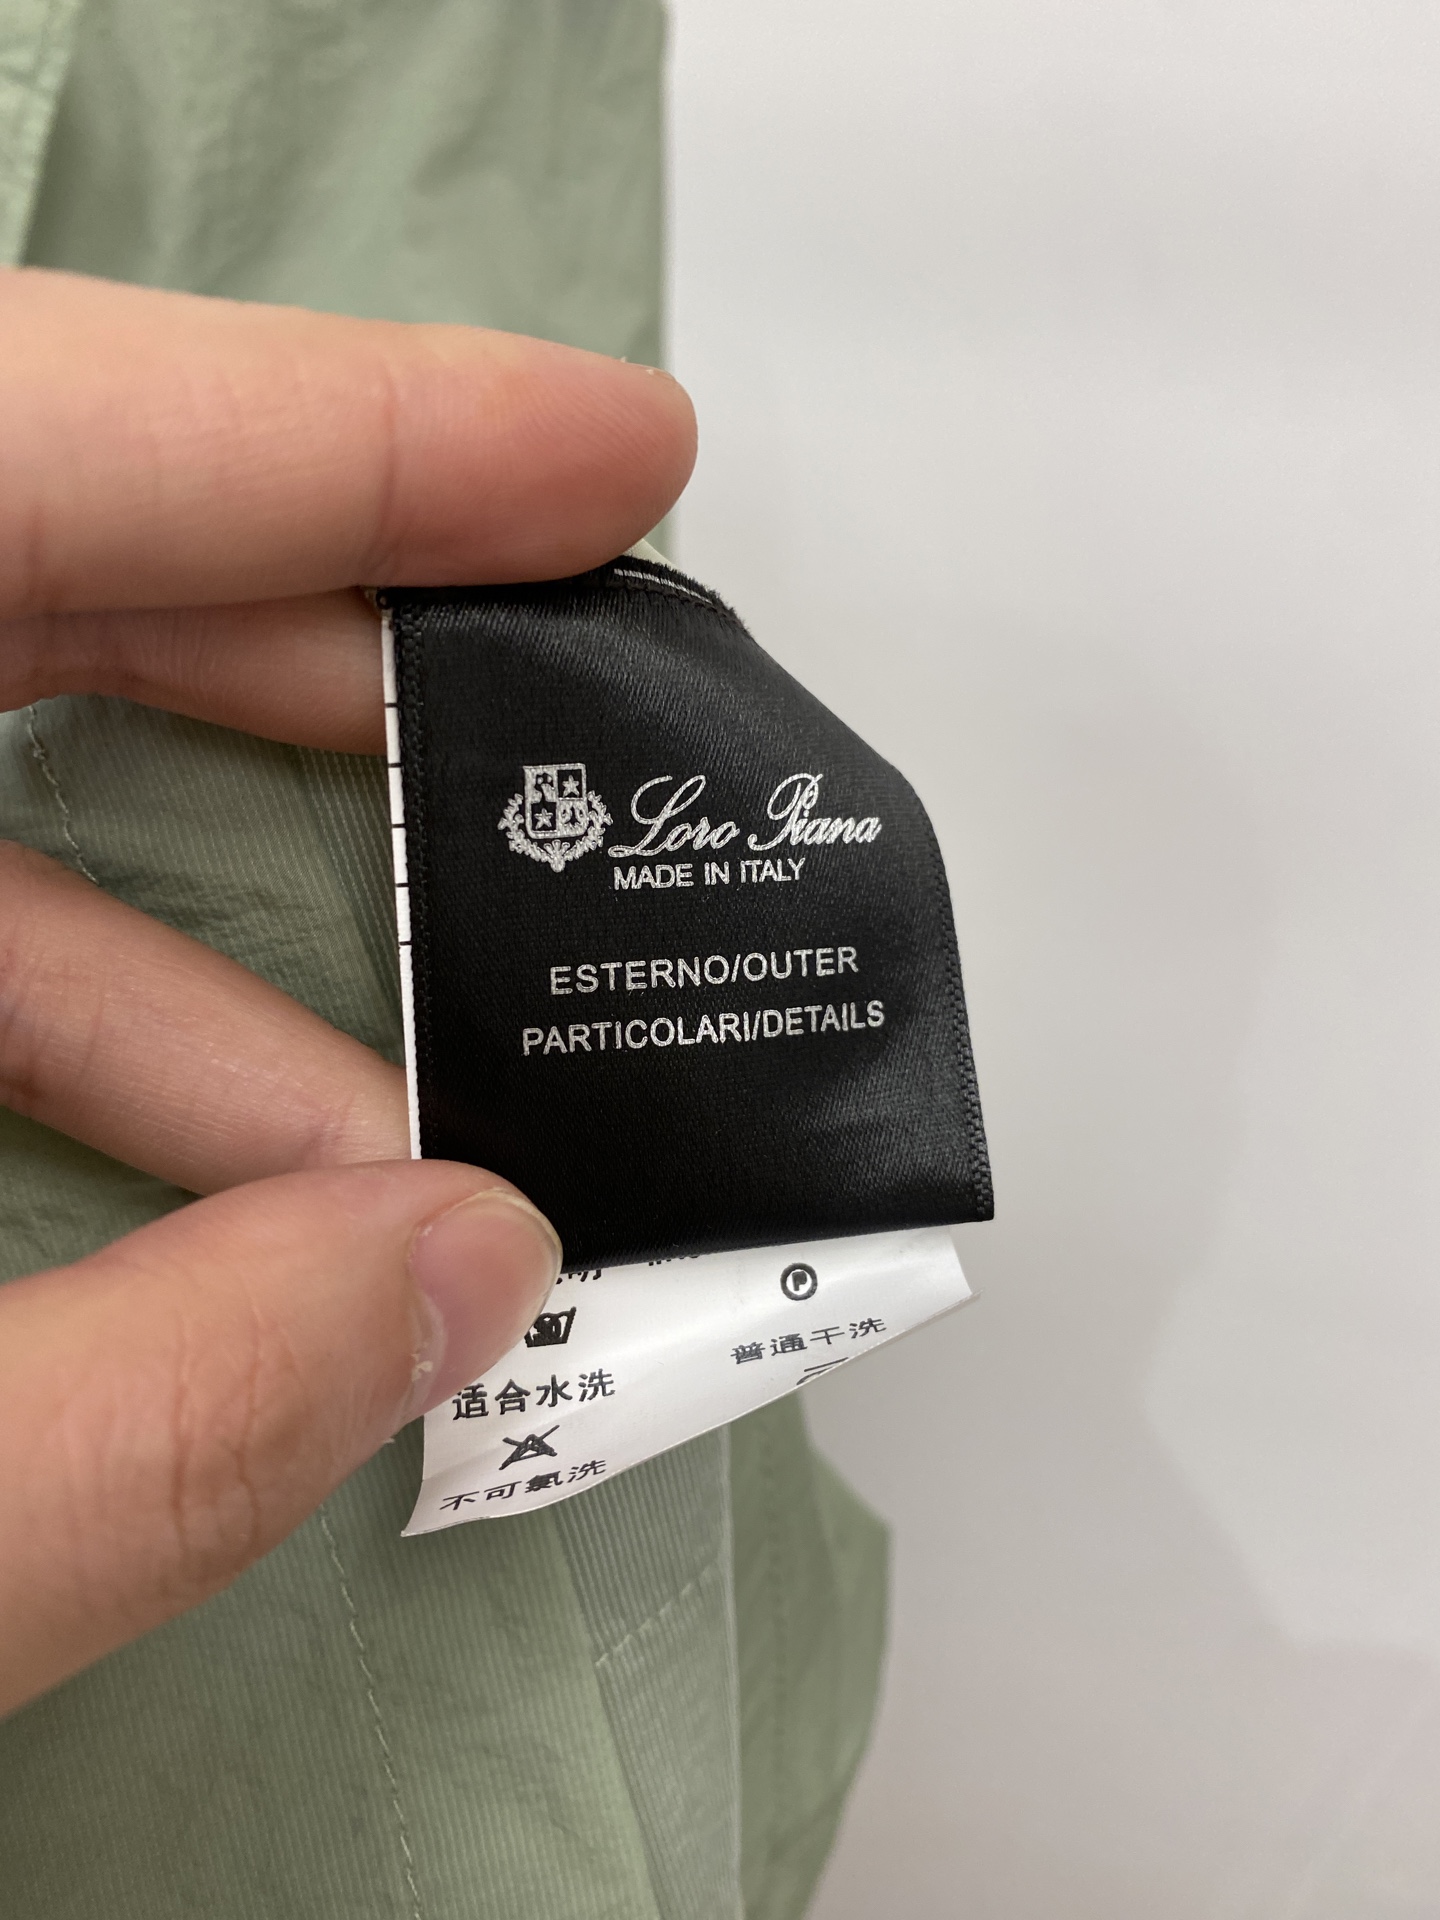 Loro Piana
MADE IN ITALY
ESTERNO/OUTER
PARTICOLARI/DETAILS
P
30
普通干洗
适合水洗
不可氯洗